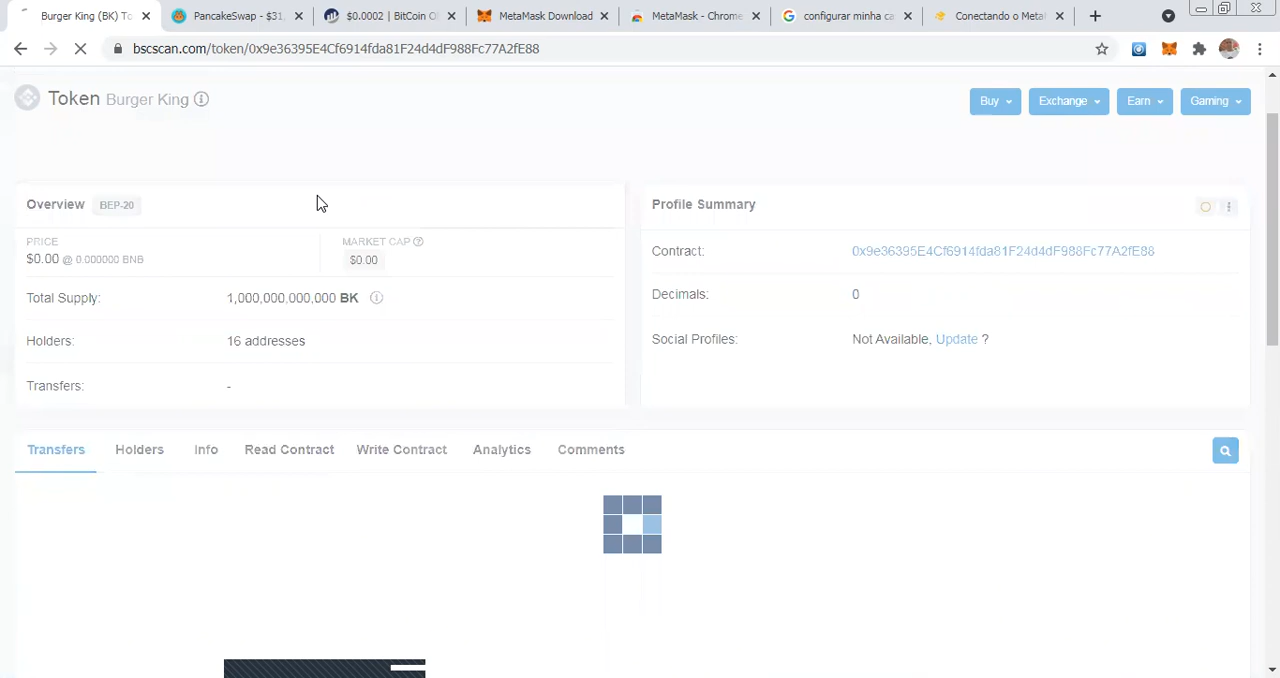 Burger King (BK) To
PancakeSwap - $31,
$0.0002 | BitCoin O
MetaMask Download
MetaMask - Chrome
configurar minha ca
Conectando o Meta
bscscan.com/token/0x9e36395E4Cf6914fda81F24d4dF988Fc77A2fE88
Token Burger King
Buy
Exchange
Earn
Gaming
Overview BEP-20
Profile Summary
PRICE
MARKET CAP
$0.00 @ 0.000000 BNB
$0.00
Contract:
0x9e36395E4Cf6914fda81F24d4dF988Fc77A2fE88
Total Supply:
1,000,000,000,000 BK
Decimals:
0
Holders:
16 addresses
Social Profiles:
Not Available, Update ?
Transfers:
-
Transfers
Holders
Info
Read Contract
Write Contract
Analytics
Comments